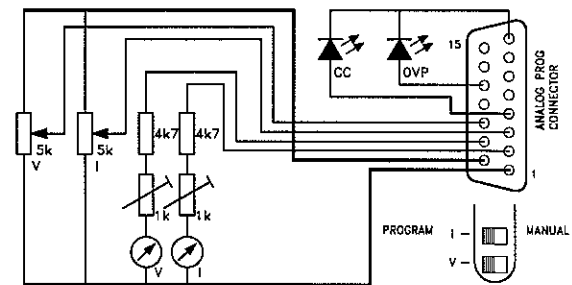 15
CC
OVP
ANALOG PROG
CONNECTOR
5k
V
5k
I
4k7
4k7
1k
1k
V
I
1
PROGRAM
I –
V –
MANUAL